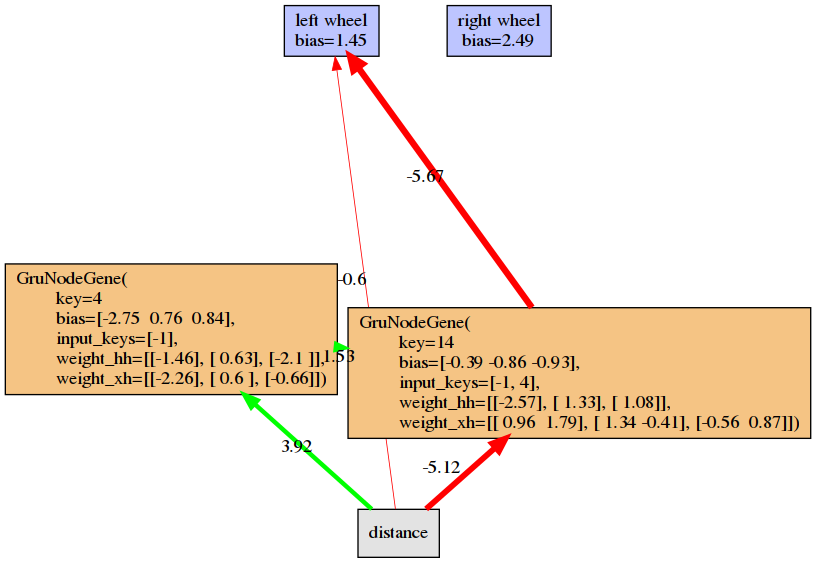 left wheel
bias=1.45
right wheel
bias=2.49
-5.67
GruNodeGene(
key=4
bias=[-2.75  0.76  0.84],
input_keys=[-1],
weight_hh=[[-1.46], [ 0.63], [-2.1 ]],
weight_xh=[[-2.26], [ 0.6 ], [-0.66]])
-0.6
1.53
GruNodeGene(
key=14
bias=[-0.39 -0.86 -0.93],
input_keys=[-1, 4],
weight_hh=[[-2.57], [ 1.33], [ 1.08]],
weight_xh=[[ 0.96  1.79], [ 1.34 -0.41], [-0.56  0.87]])
3.92
-5.12
distance